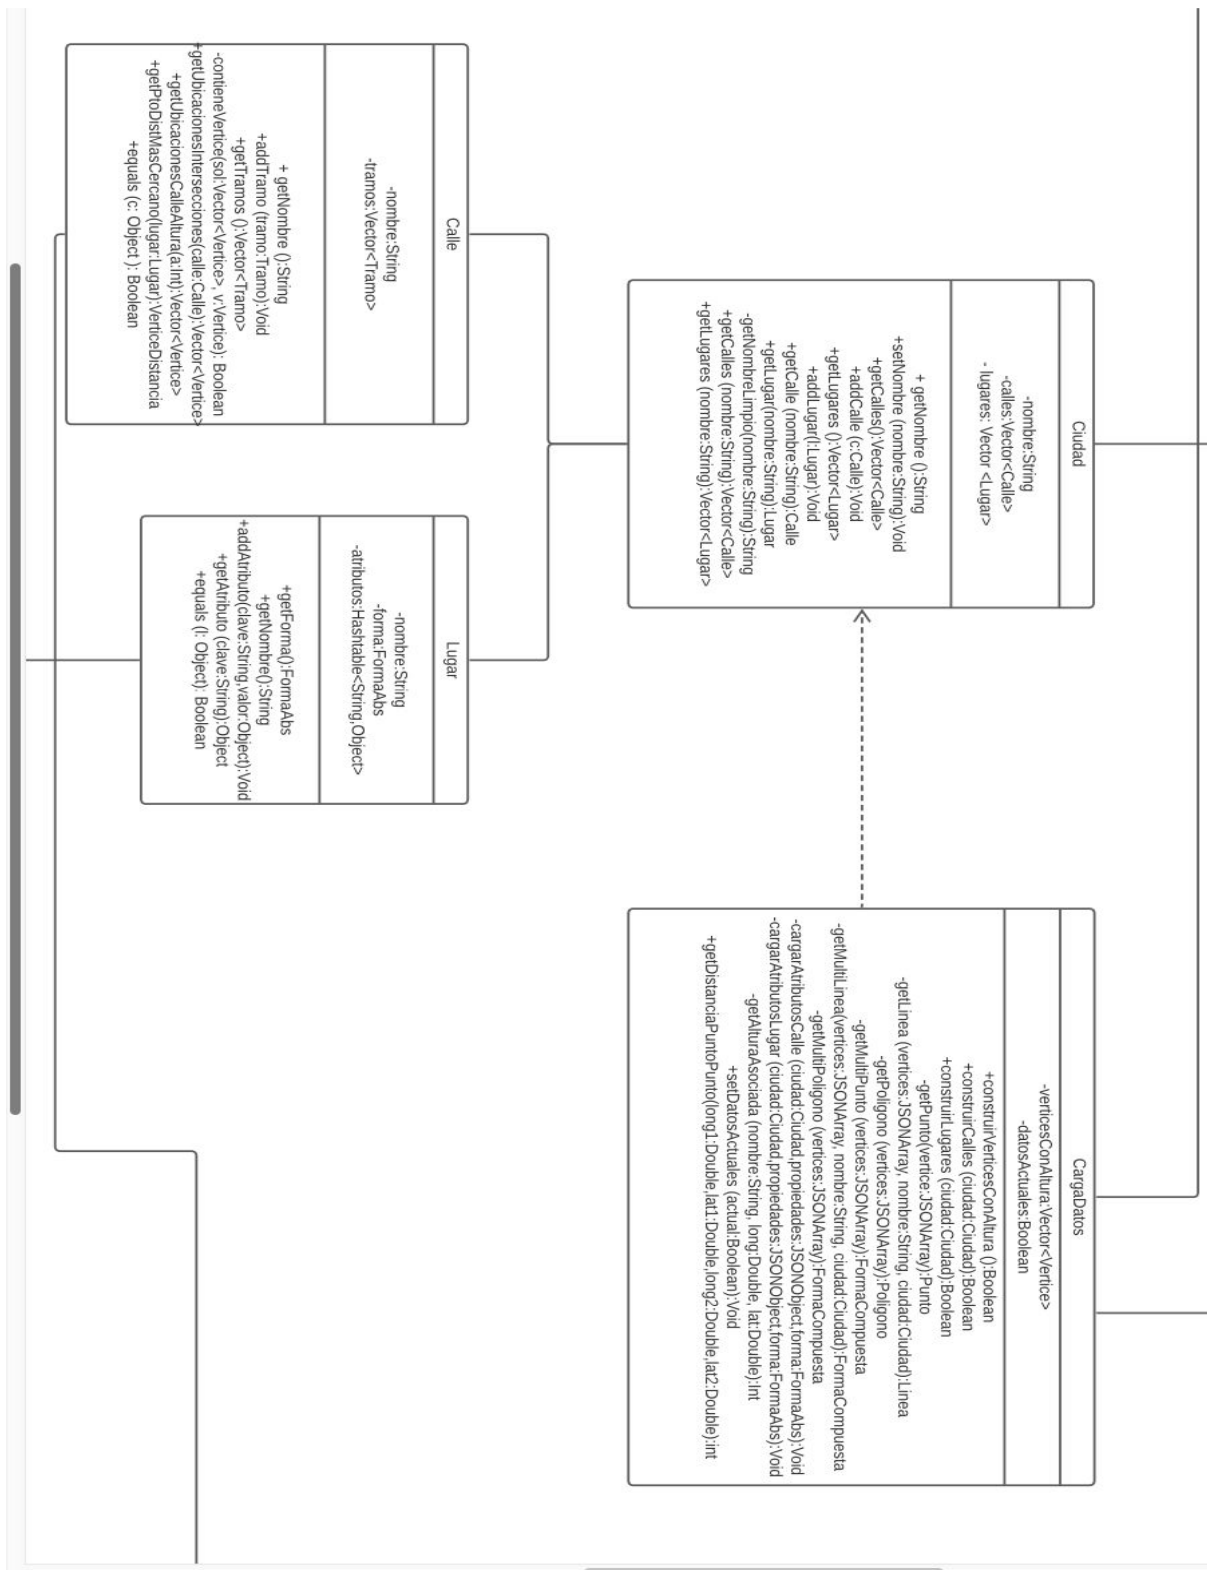 Ciudad
-nombre:String
-calles:Vector<Calle>
- lugares: Vector <Lugar>
+ getNombre ():String
+setNombre (nombre:String):Void
+getCalles():Vector<Calle>
+addCalle (c:Calle):Void
+getLugares ():Vector<Lugar>
+addLugar(l:Lugar):Void
+getCalle (nombre:String):Calle
+getLugar(nombre:String):Lugar
-getNombreLimpio(nombre:String):String
+getCalles (nombre:String):Vector<Calle>
+getLugares (nombre:String):Vector<Lugar>
CargaDatos
-verticesConAltura:Vector<Vertice>
-datosActuales:Boolean
+construirVerticesConAltura ():Boolean
+construirCalles (ciudad:Ciudad):Boolean
+construirLugares (ciudad:Ciudad):Boolean
-getPunto(vertice:JSONArray):Punto
-getLinea (vertices:JSONArray, nombre:String, ciudad:Ciudad):Linea
-getPoligono (vertices:JSONArray):Poligono
-getMultiPunto (vertices:JSONArray):FormaCompuesta
-getMultiLinea(vertices:JSONArray, nombre:String, ciudad:Ciudad):FormaCompuesta
-getMultiPoligono (vertices:JSONArray):FormaCompuesta
-cargarAtributosCalle (ciudad:Ciudad,propiedades:JSONObject,forma:FormaAbs):Void
-cargarAtributosLugar (ciudad:Ciudad,propiedades:JSONObject,forma:FormaAbs):Void
-getAlturaAsociada (nombre:String, long:Double, lat:Double):Int
+setDatosActuales (actual:Boolean):Void
+getDistanciaPuntoPunto(long1:Double,lat1:Double,long2:Double,lat2:Double):int
Calle
-nombre:String
-tramos:Vector<Tramo>
+ getNombre ():String
+addTramo (tramo:Tramo):Void
+getTramos ():Vector<Tramo>
-contieneVertice(sol:Vector<Vertice>, v:Vertice): Boolean
+getUbicacionesIntersecciones(calle:Calle):Vector<Vertice>
+getUbicacionesCalleAltura(a:Int):Vector<Vertice>
+getPtoDistMasCercano(lugar:Lugar):VerticeDistancia
+equals (c: Object ): Boolean
Lugar
-nombre:String
-forma:FormaAbs
-atributos:Hashtable<String,Object>
+getForma():FormaAbs
+getNombre():String
+addAtributo(clave:String,valor:Object):Void
+getAtributo (clave:String):Object
+equals (l: Object): Boolean